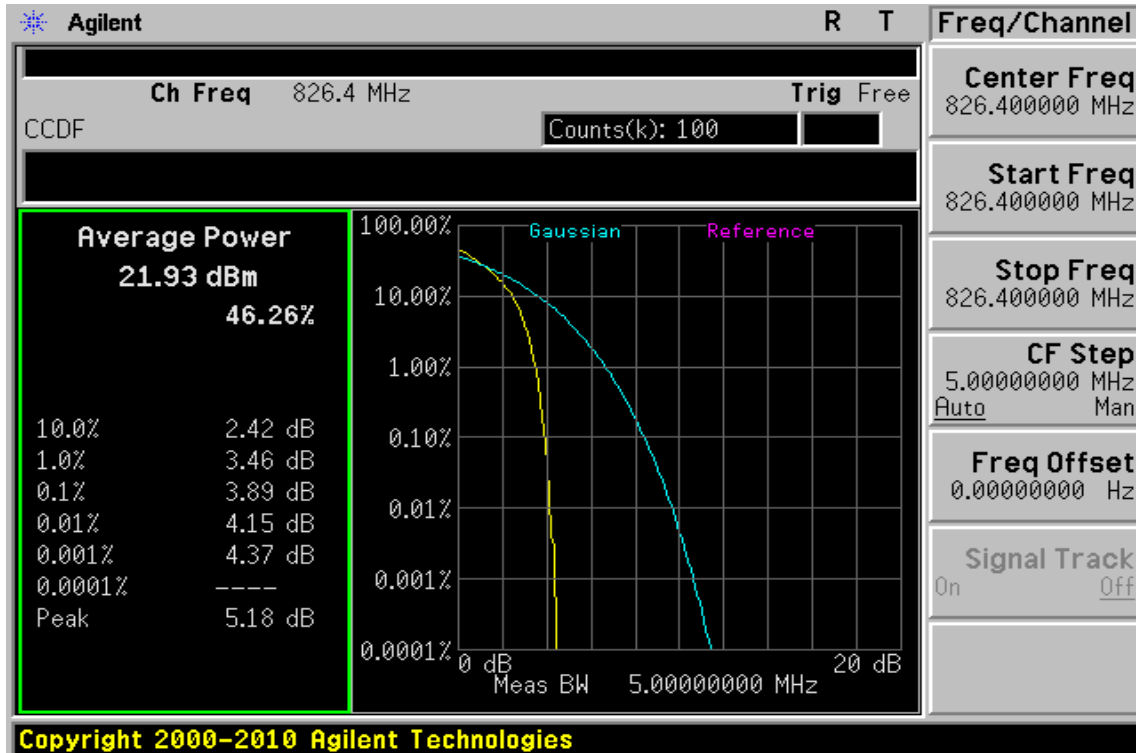 Agilent R T
Ch Freq 826.4 MHz Trig Free
CCDF
Counts(k): 100
Average Power
21.93 dBm
46.26%
10.0% 2.42 dB
1.0% 3.46 dB
0.1% 3.89 dB
0.01% 4.15 dB
0.001% 4.37 dB
0.0001% ----
Peak 5.18 dB
Gaussian Reference
100.00%
10.00%
1.00%
0.10%
0.01%
0.001%
0.0001%
0 dB 20 dB
Meas BW 5.00000000 MHz
Freq/Channel
Center Freq
826.400000 MHz
Start Freq
826.400000 MHz
Stop Freq
826.400000 MHz
CF Step
5.00000000 MHz
Auto Man
Freq Offset
0.00000000 Hz
Signal Track
On Off
Copyright 2000-2010 Agilent Technologies